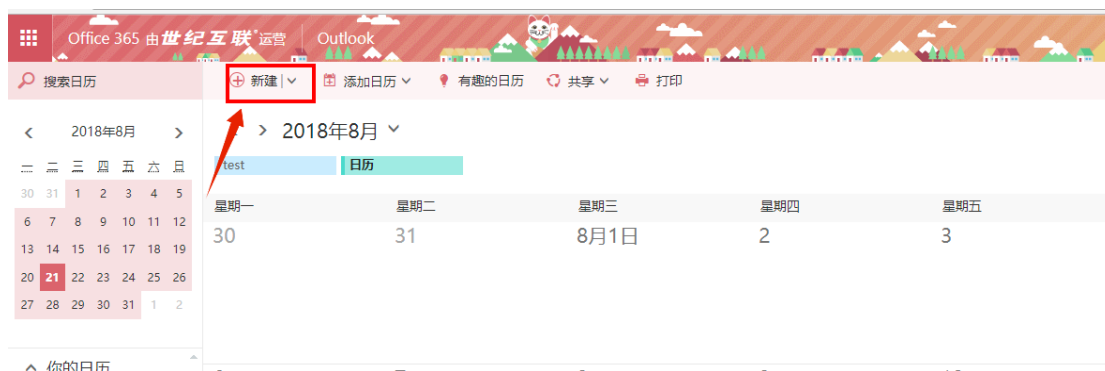 Office 365 由世纪互联运营 Outlook
搜索日历 新建 添加日历 有趣的日历 共享 打印
2018年8月 2018年8月
test 日历
一 二 三 四 五 六 日
30 31 1 2 3 4 5
星期一 星期二 星期三 星期四 星期五
6 7 8 9 10 11 12
30 31 8月1日 2 3
13 14 15 16 17 18 19
20 21 22 23 24 25 26
27 28 29 30 31 1 2
你的日历